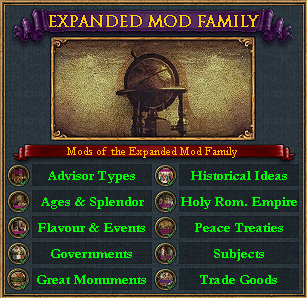 EXPANDED MOD FAMILY
Mods of the Expanded Mod Family
Advisor Types
Historical Ideas
Ages & Splendor
Holy Rom. Empire
Flavour & Events
Peace Treaties
Governments
Subjects
Great Monuments
Trade Goods